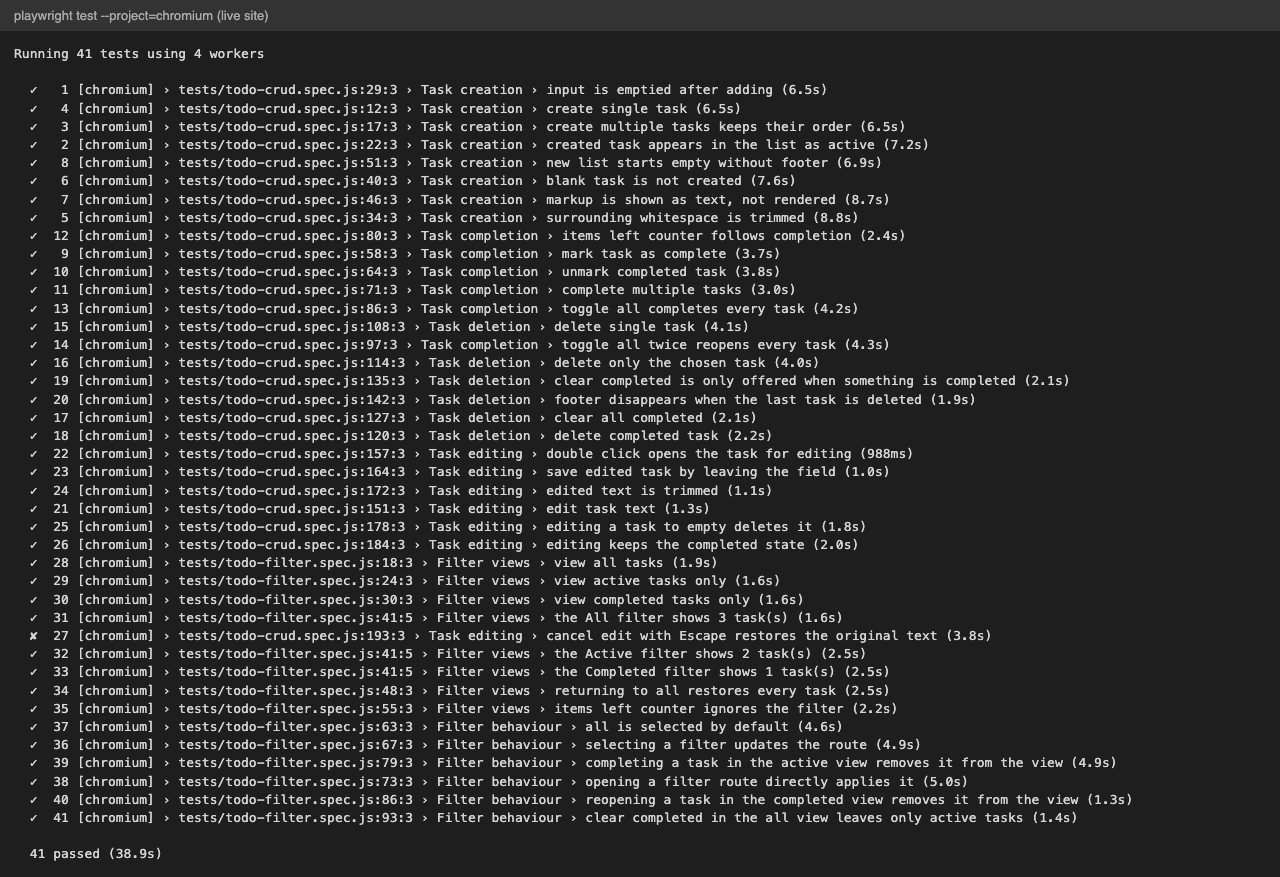 playwright test --project=chromium (live site)
Running 41 tests using 4 workers
✓ 1 [chromium] › tests/todo-crud.spec.js:29:3 › Task creation › input is emptied after adding (6.5s)
✓ 4 [chromium] › tests/todo-crud.spec.js:12:3 › Task creation › create single task (6.5s)
✓ 3 [chromium] › tests/todo-crud.spec.js:17:3 › Task creation › create multiple tasks keeps their order (6.5s)
✓ 2 [chromium] › tests/todo-crud.spec.js:22:3 › Task creation › created task appears in the list as active (7.2s)
✓ 8 [chromium] › tests/todo-crud.spec.js:51:3 › Task creation › new list starts empty without footer (6.9s)
✓ 6 [chromium] › tests/todo-crud.spec.js:40:3 › Task creation › blank task is not created (7.6s)
✓ 7 [chromium] › tests/todo-crud.spec.js:46:3 › Task creation › markup is shown as text, not rendered (8.7s)
✓ 5 [chromium] › tests/todo-crud.spec.js:34:3 › Task creation › surrounding whitespace is trimmed (8.8s)
✓ 12 [chromium] › tests/todo-crud.spec.js:80:3 › Task completion › items left counter follows completion (2.4s)
✓ 9 [chromium] › tests/todo-crud.spec.js:58:3 › Task completion › mark task as complete (3.7s)
✓ 10 [chromium] › tests/todo-crud.spec.js:64:3 › Task completion › unmark completed task (3.8s)
✓ 11 [chromium] › tests/todo-crud.spec.js:71:3 › Task completion › complete multiple tasks (3.0s)
✓ 13 [chromium] › tests/todo-crud.spec.js:86:3 › Task completion › toggle all completes every task (4.2s)
✓ 15 [chromium] › tests/todo-crud.spec.js:108:3 › Task deletion › delete single task (4.1s)
✓ 14 [chromium] › tests/todo-crud.spec.js:97:3 › Task completion › toggle all twice reopens every task (4.3s)
✓ 16 [chromium] › tests/todo-crud.spec.js:114:3 › Task deletion › delete only the chosen task (4.0s)
✓ 19 [chromium] › tests/todo-crud.spec.js:135:3 › Task deletion › clear completed is only offered when something is completed (2.1s)
✓ 20 [chromium] › tests/todo-crud.spec.js:142:3 › Task deletion › footer disappears when the last task is deleted (1.9s)
✓ 17 [chromium] › tests/todo-crud.spec.js:127:3 › Task deletion › clear all completed (2.1s)
✓ 18 [chromium] › tests/todo-crud.spec.js:120:3 › Task deletion › delete completed task (2.2s)
✓ 22 [chromium] › tests/todo-crud.spec.js:157:3 › Task editing › double click opens the task for editing (988ms)
✓ 23 [chromium] › tests/todo-crud.spec.js:164:3 › Task editing › save edited task by leaving the field (1.0s)
✓ 24 [chromium] › tests/todo-crud.spec.js:172:3 › Task editing › edited text is trimmed (1.1s)
✓ 21 [chromium] › tests/todo-crud.spec.js:151:3 › Task editing › edit task text (1.3s)
✓ 25 [chromium] › tests/todo-crud.spec.js:178:3 › Task editing › editing a task to empty deletes it (1.8s)
✓ 26 [chromium] › tests/todo-crud.spec.js:184:3 › Task editing › editing keeps the completed state (2.0s)
✓ 28 [chromium] › tests/todo-filter.spec.js:18:3 › Filter views › view all tasks (1.9s)
✓ 29 [chromium] › tests/todo-filter.spec.js:24:3 › Filter views › view active tasks only (1.6s)
✓ 30 [chromium] › tests/todo-filter.spec.js:30:3 › Filter views › view completed tasks only (1.6s)
✓ 31 [chromium] › tests/todo-filter.spec.js:41:5 › Filter views › the All filter shows 3 task(s) (1.6s)
✘ 27 [chromium] › tests/todo-crud.spec.js:193:3 › Task editing › cancel edit with Escape restores the original text (3.8s)
✓ 32 [chromium] › tests/todo-filter.spec.js:41:5 › Filter views › the Active filter shows 2 task(s) (2.5s)
✓ 33 [chromium] › tests/todo-filter.spec.js:41:5 › Filter views › the Completed filter shows 1 task(s) (2.5s)
✓ 34 [chromium] › tests/todo-filter.spec.js:48:3 › Filter views › returning to all restores every task (2.5s)
✓ 35 [chromium] › tests/todo-filter.spec.js:55:3 › Filter views › items left counter ignores the filter (2.2s)
✓ 37 [chromium] › tests/todo-filter.spec.js:63:3 › Filter behaviour › all is selected by default (4.6s)
✓ 36 [chromium] › tests/todo-filter.spec.js:67:3 › Filter behaviour › selecting a filter updates the route (4.9s)
✓ 39 [chromium] › tests/todo-filter.spec.js:79:3 › Filter behaviour › completing a task in the active view removes it from the view (4.9s)
✓ 38 [chromium] › tests/todo-filter.spec.js:73:3 › Filter behaviour › opening a filter route directly applies it (5.0s)
✓ 40 [chromium] › tests/todo-filter.spec.js:86:3 › Filter behaviour › reopening a task in the completed view removes it from the view (1.3s)
✓ 41 [chromium] › tests/todo-filter.spec.js:93:3 › Filter behaviour › clear completed in the all view leaves only active tasks (1.4s)
41 passed (38.9s)